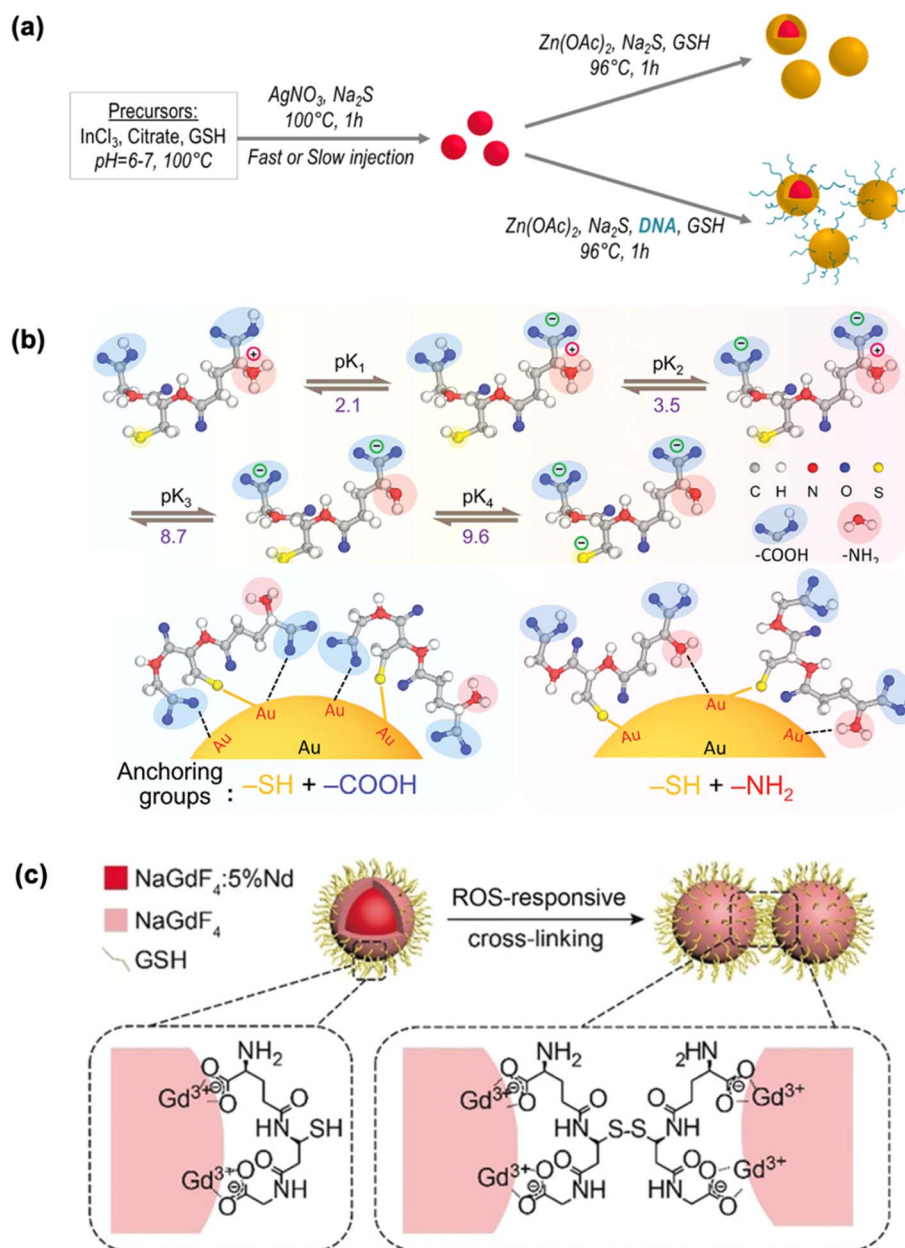 (a)
Precursors:
InCl3, Citrate, GSH
pH=6-7, 100°C
AgNO3, Na2S
100°C, 1h
Fast or Slow injection
Zn(OAc)2, Na2S, GSH
96°C, 1h
Zn(OAc)2, Na2S, DNA, GSH
96°C, 1h
(b)
pK1
2.1
pK2
3.5
pK3
8.7
pK4
9.6
C H N O S
-COOH
-NH2
Au Au Au Au
Au
Au Au Au
Au
Anchoring
groups : –SH + –COOH
–SH + –NH2
(c)
NaGdF4:5%Nd
NaGdF4
GSH
ROS-responsive
cross-linking
NH2
O
O
Gd3+
O
HN
SH
O
O
Gd3+
O
NH
NH2
2HN
O
O
Gd3+
O
HN
S-S
NH
O
O
O
Gd3+
O
O
Gd3+
O
NH
O
HN
O
O
Gd3+